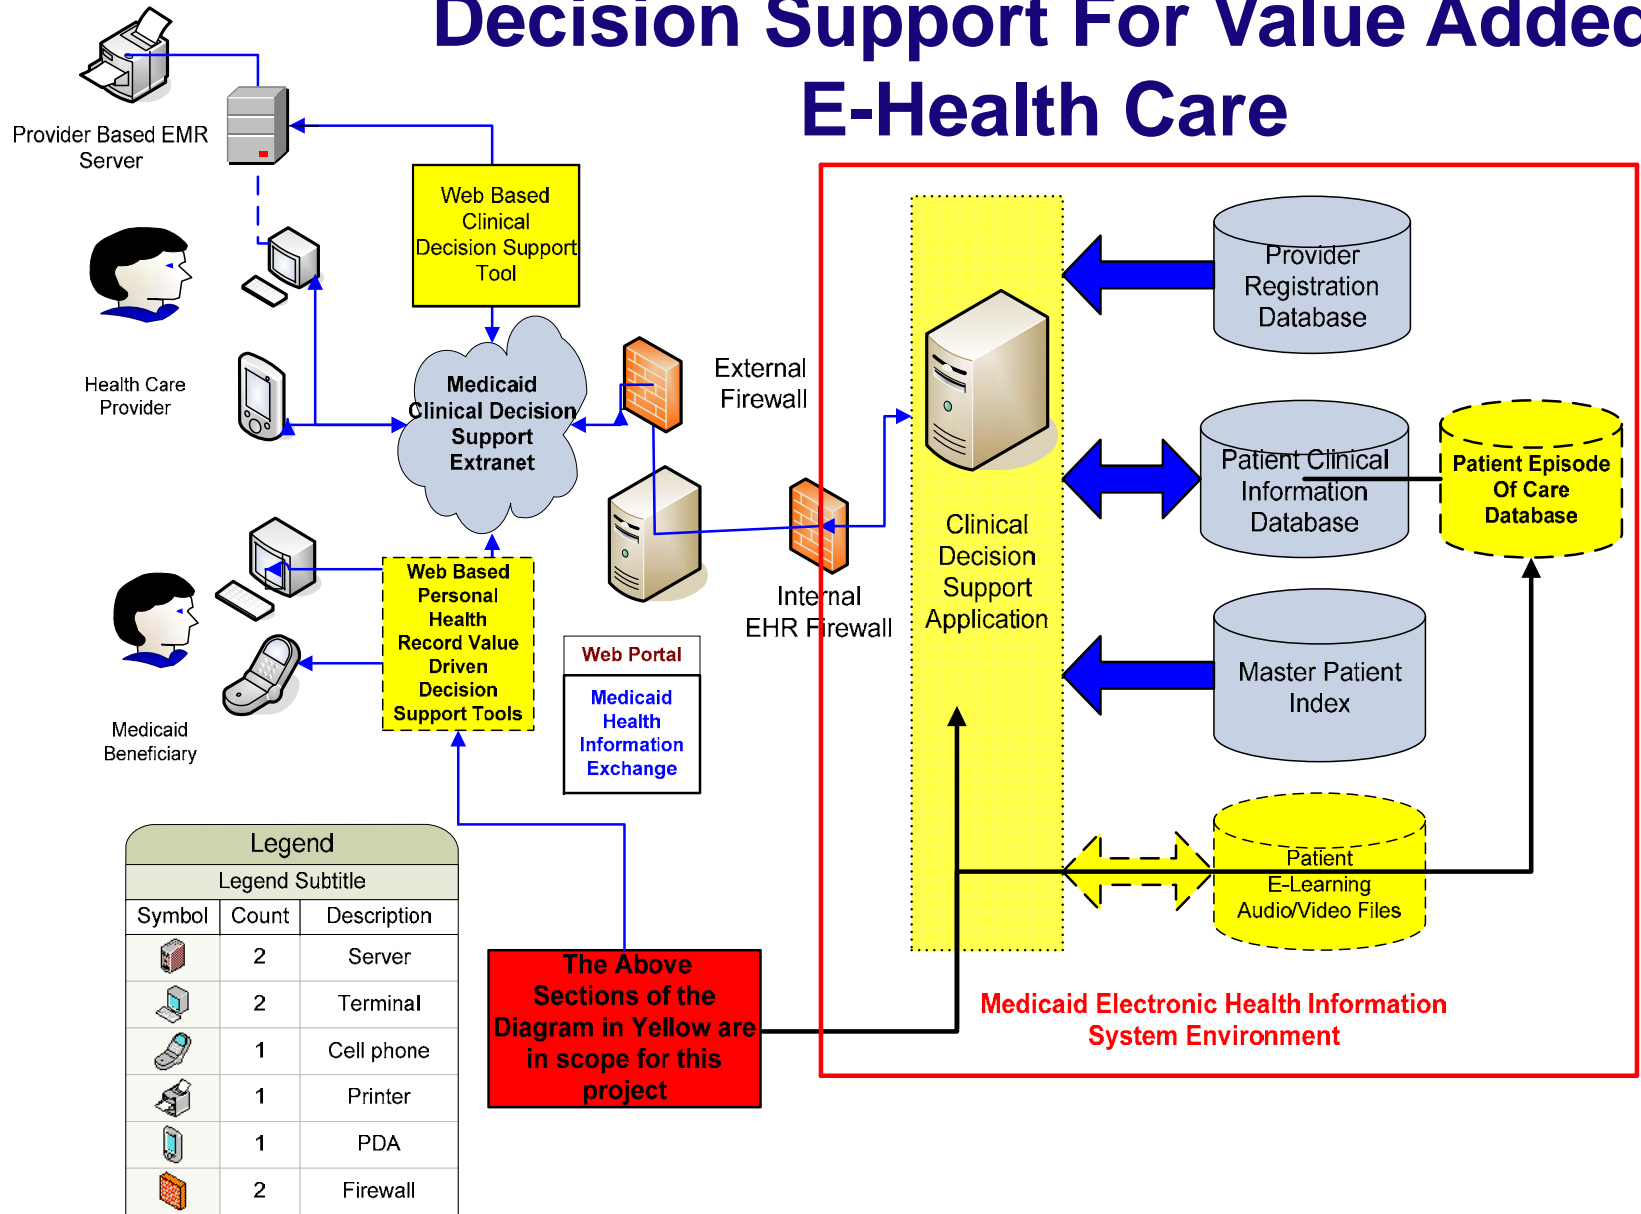 Decision Support For Value Added
E-Health Care
Provider Based EMR
Server
Web Based
Clinical
Decision Support
Tool
Health Care
Provider
Medicaid
Clinical Decision
Support
Extranet
External
Firewall
Internal
EHR Firewall
Medicaid
Beneficiary
Web Based
Personal
Health
Record Value
Driven
Decision
Support Tools
Web Portal
Medicaid
Health
Information
Exchange
Clinical
Decision
Support
Application
Provider
Registration
Database
Patient Clinical
Information
Database
Patient Episode
Of Care
Database
Master Patient
Index
Patient
E-Learning
Audio/Video Files
Medicaid Electronic Health Information
System Environment
The Above
Sections of the
Diagram in Yellow are
in scope for this
project
Legend
Legend Subtitle
Symbol Count Description
2 Server
2 Terminal
1 Cell phone
1 Printer
1 PDA
2 Firewall